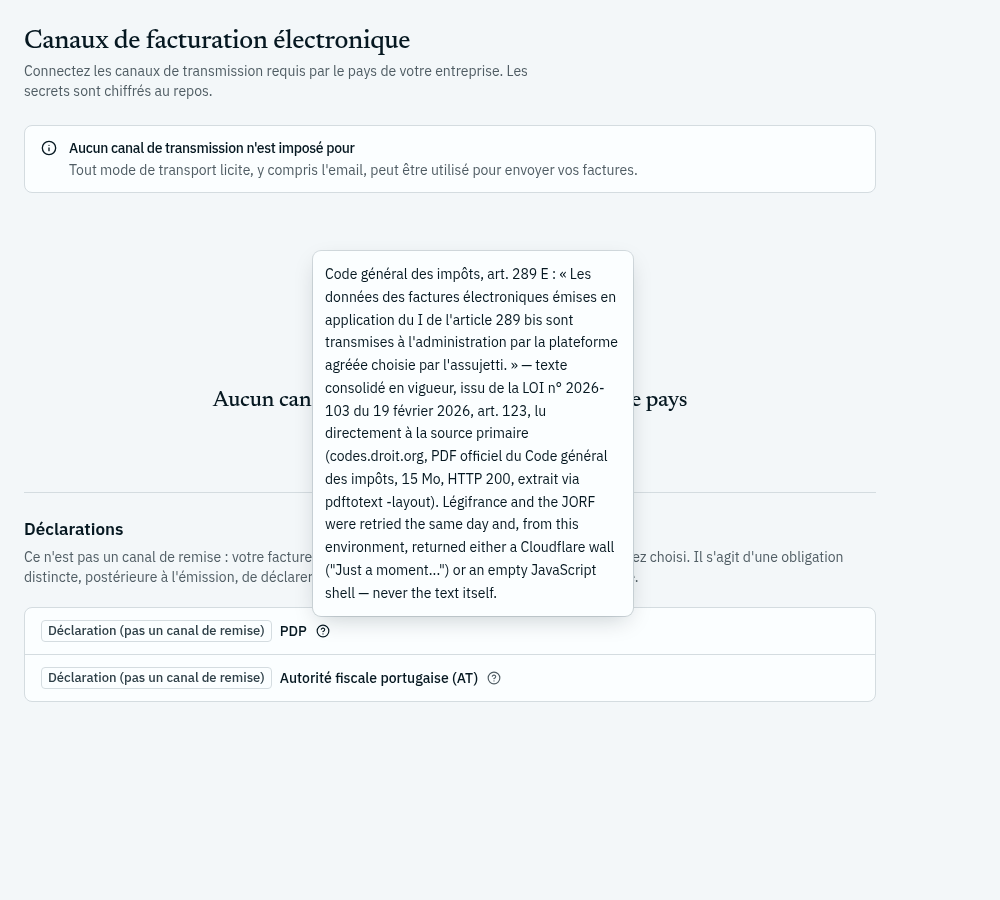 Canaux de facturation électronique
Connectez les canaux de transmission requis par le pays de votre entreprise. Les
secrets sont chiffrés au repos.
Aucun canal de transmission n'est imposé pour
Tout mode de transport licite, y compris l'email, peut être utilisé pour envoyer vos factures.
Code général des impôts, art. 289 E : « Les
données des factures électroniques émises en
application du I de l'article 289 bis sont
transmises à l'administration par la plateforme
agréée choisie par l'assujetti. » — texte
consolidé en vigueur, issu de la LOI n° 2026-
103 du 19 février 2026, art. 123, lu
directement à la source primaire
(codes.droit.org, PDF officiel du Code général
des impôts, 15 Mo, HTTP 200, extrait via
pdftotext -layout). Légifrance and the JORF
were retried the same day and, from this
environment, returned either a Cloudflare wall
("Just a moment...") or an empty JavaScript
shell — never the text itself.
Aucun pays
Déclarations
Ce n'est pas un canal de remise : votre choisi. Il s'agit d'une obligation
distincte, postérieure à l'émission, de
Déclaration (pas un canal de remise) PDP
Déclaration (pas un canal de remise) Autorité fiscale portugaise (AT)